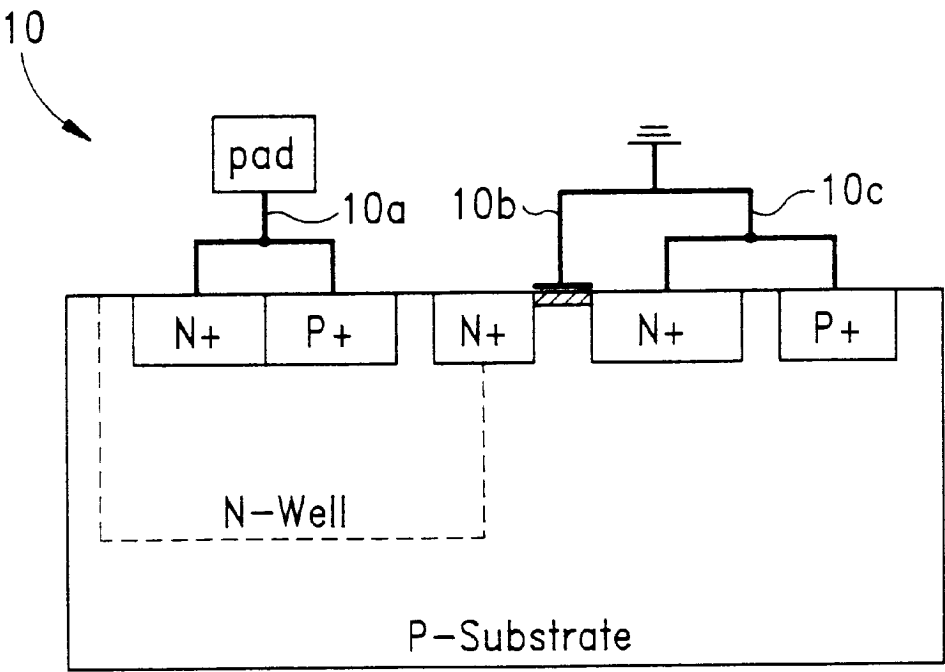 10
pad
10a
10b
10c
N+
P+
N+
N+
P+
N-Well
P-Substrate